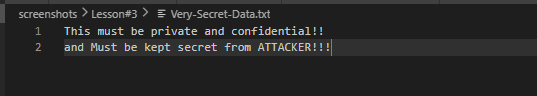 screenshots > Lesson#3 > Very-Secret-Data.txt
1 This must be private and confidential!!
2 and Must be kept secret from ATTACKER!!!